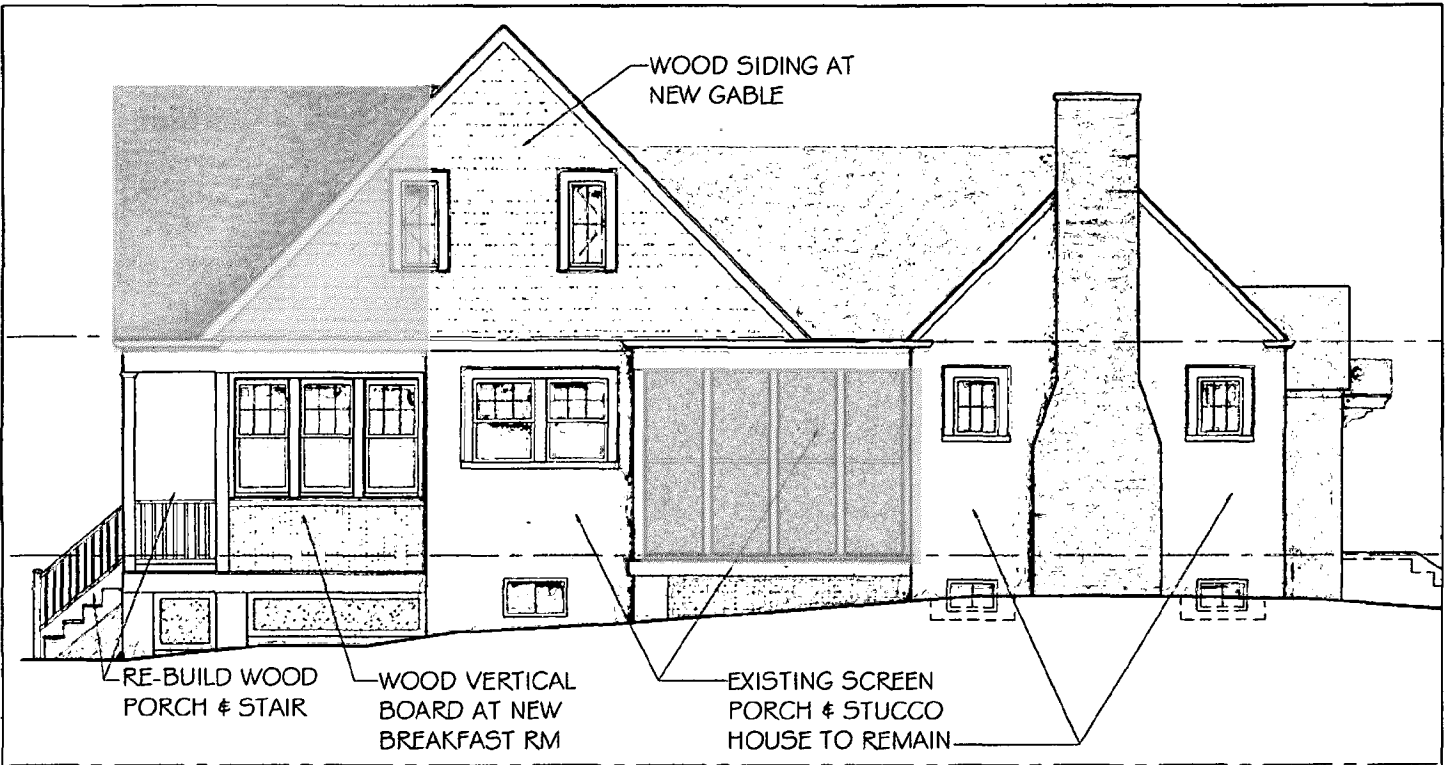 WOOD SIDING AT
NEW GABLE
RE-BUILD WOOD
PORCH & STAIR
WOOD VERTICAL
BOARD AT NEW
BREAKFAST RM
EXISTING SCREEN
PORCH & STUCCO
HOUSE TO REMAIN